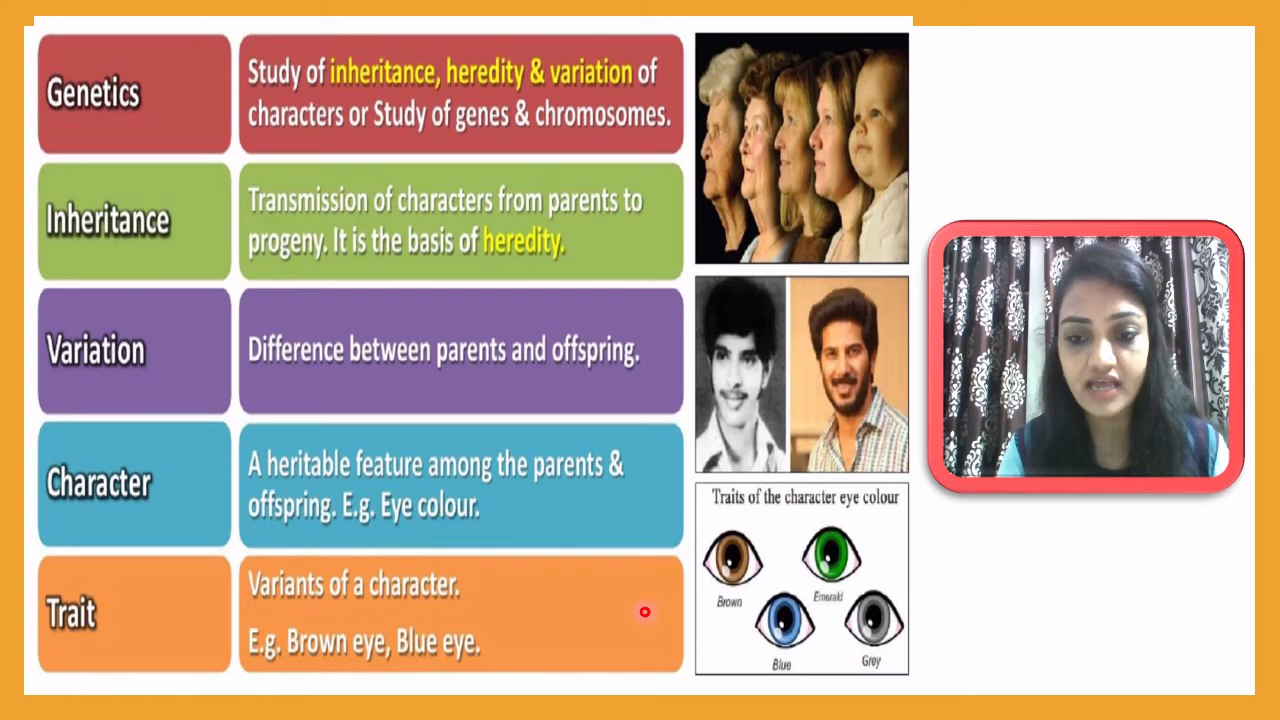 Genetics
Study of inheritance, heredity & variation of
characters or Study of genes & chromosomes.
Inheritance
Transmission of characters from parents to
progeny. It is the basis of heredity.
Variation
Difference between parents and offspring.
Character
A heritable feature among the parents &
offspring. E.g. Eye colour.
Trait
Variants of a character.
E.g. Brown eye, Blue eye.
Traits of the character eye colour
Brown
Emerald
Blue
Grey